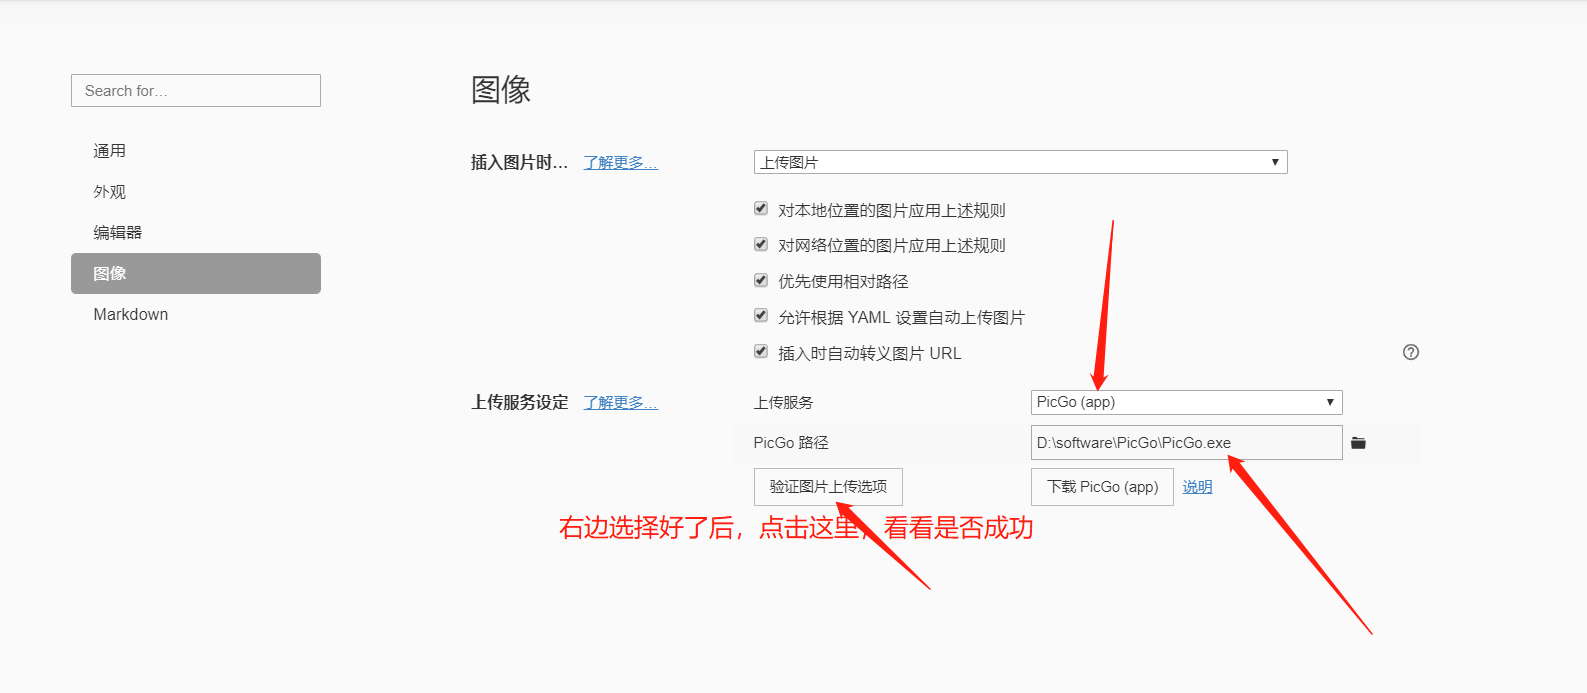 Search for…
通用
外观
编辑器
图像
Markdown
图像
插入图片时… 了解更多… 上传图片
对本地位置的图片应用上述规则
对网络位置的图片应用上述规则
优先使用相对路径
允许根据 YAML 设置自动上传图片
插入时自动转义图片 URL
上传服务设定 了解更多… 上传服务 PicGo (app)
PicGo 路径 D:\software\PicGo\PicGo.exe
验证图片上传选项 下载 PicGo (app) 说明
右边选择好了后，点击这里，看看是否成功